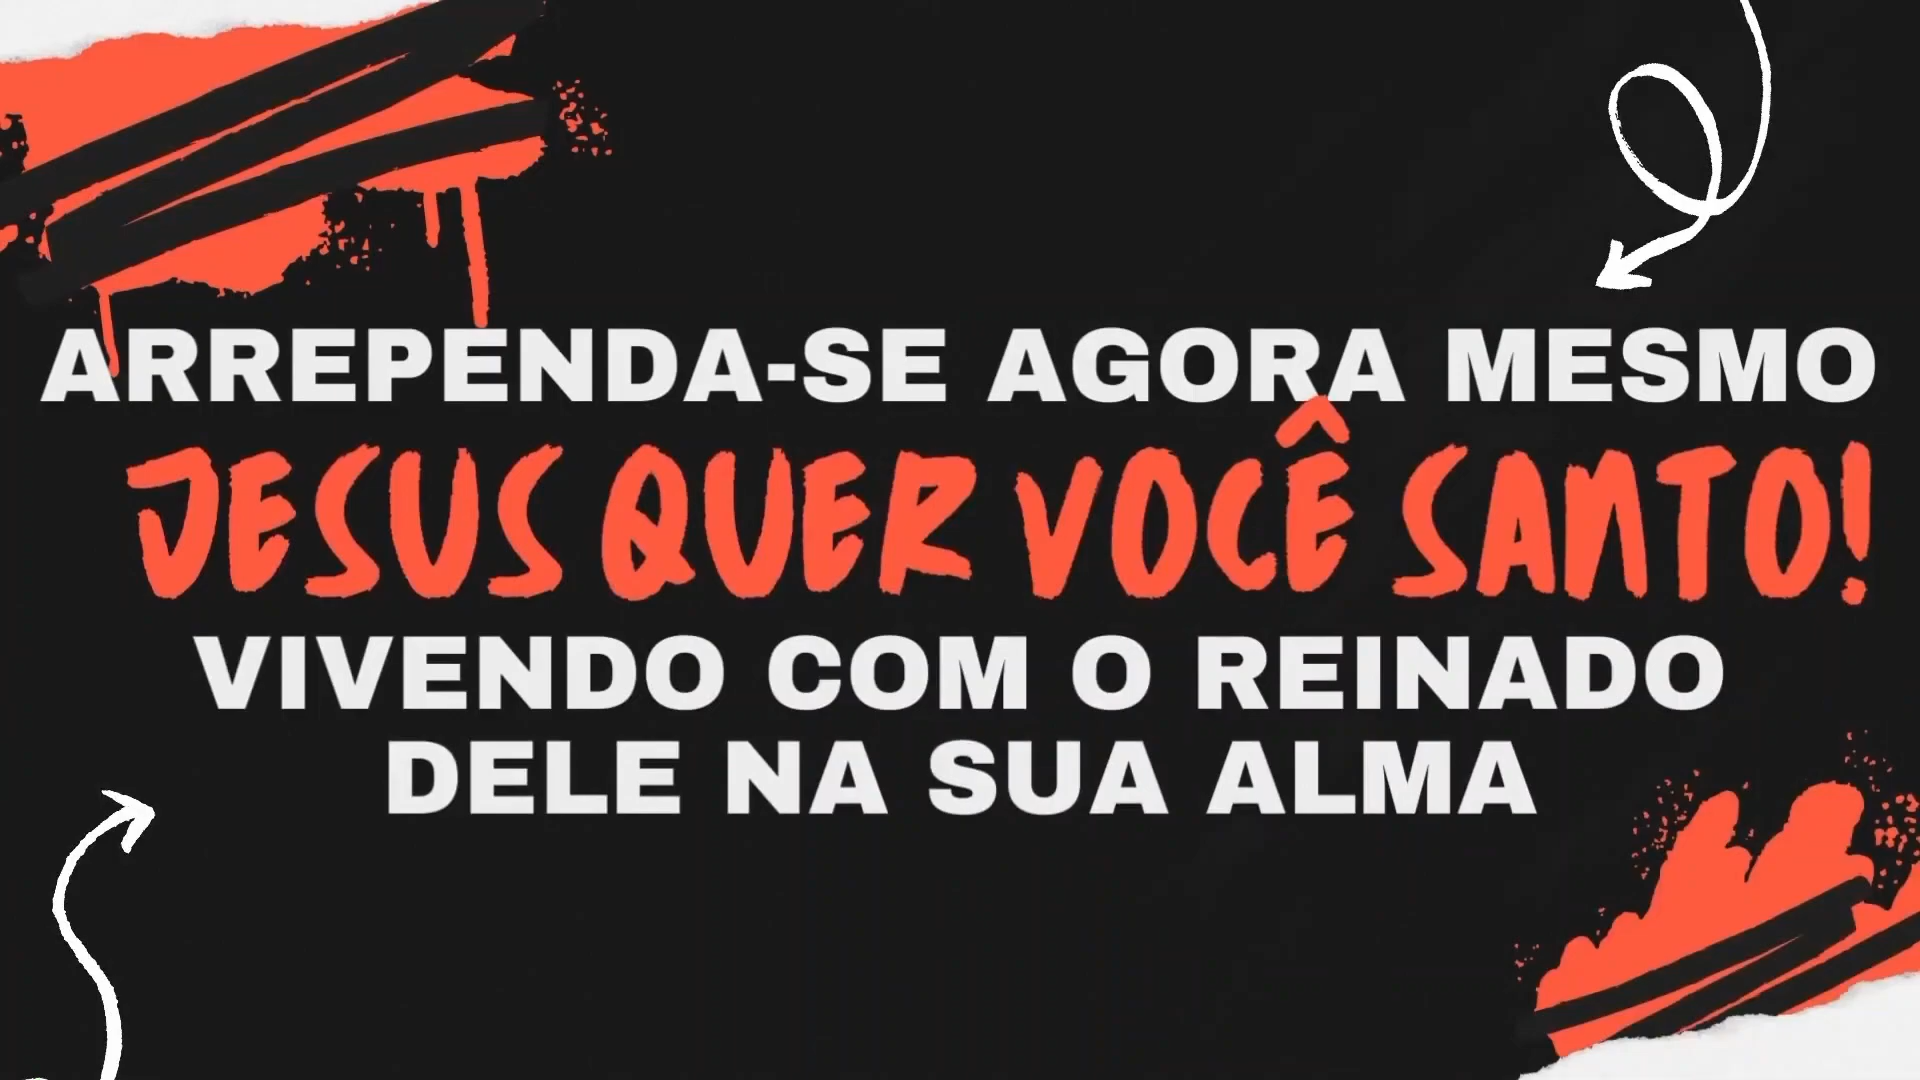 ARREPENDA-SE AGORA MESMO
JESUS QUER VOCÊ SANTO!
VIVENDO COM O REINADO
DELE NA SUA ALMA